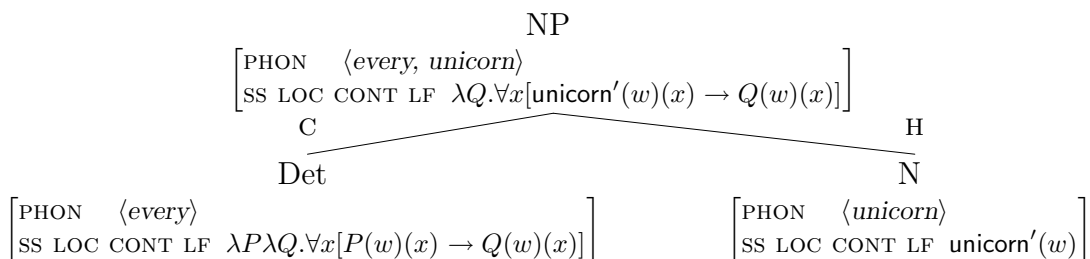 NP
PHON ⟨every, unicorn⟩
SS LOC CONT LF λQ.∀x[unicorn′(w)(x) → Q(w)(x)]
C H
Det N
PHON ⟨every⟩ PHON ⟨unicorn⟩
SS LOC CONT LF λPλQ.∀x[P(w)(x) → Q(w)(x)] SS LOC CONT LF unicorn′(w)